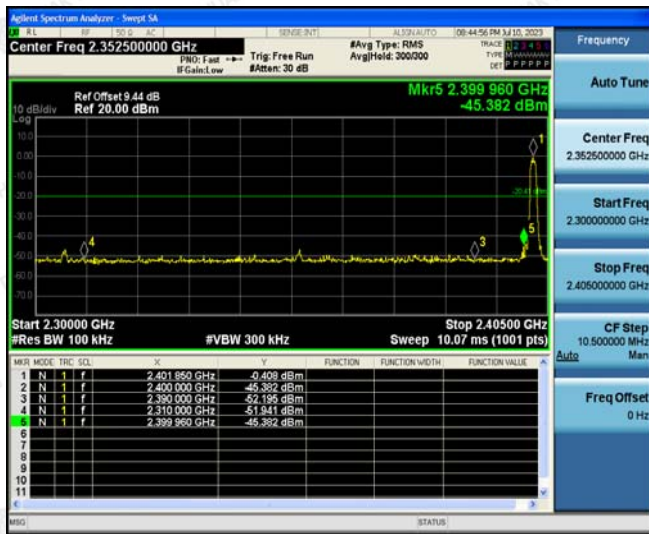 Agilent Spectrum Analyzer - Swept SA
RL RF 50 Ω AC SENSE:INT ALIGNAUTO 08:44:56 PM Jul 10, 2023
Center Freq 2.352500000 GHz
PNO: Fast
IFGain:Low
Trig: Free Run
#Atten: 30 dB
#Avg Type: RMS
Avg|Hold: 300/300
TRACE 1 2 3 4 5 6
TYPE
DET P P P P P P
Mkr5 2.399 960 GHz
-45.382 dBm
Ref Offset 9.44 dB
Ref 20.00 dBm
10 dB/div
Log
10.0
0.00
-10.0
-20.0
-30.0
-40.0
-50.0
-60.0
-70.0
-20.41 dBm
1
4
3
5
Start 2.30000 GHz
Stop 2.40500 GHz
#Res BW 100 kHz
#VBW 300 kHz
Sweep 10.07 ms (1001 pts)
MKR MODE TRC SCL X Y FUNCTION FUNCTION WIDTH FUNCTION VALUE
1 N 1 f 2.401 850 GHz -0.408 dBm
2 N 1 f 2.400 000 GHz -45.382 dBm
3 N 1 f 2.390 000 GHz -52.195 dBm
4 N 1 f 2.310 000 GHz -51.941 dBm
5 N 1 f 2.399 960 GHz -45.382 dBm
6
7
8
9
10
11
MSG
STATUS
Frequency
Auto Tune
Center Freq
2.352500000 GHz
Start Freq
2.300000000 GHz
Stop Freq
2.405000000 GHz
CF Step
10.500000 MHz
Auto Man
Freq Offset
0 Hz